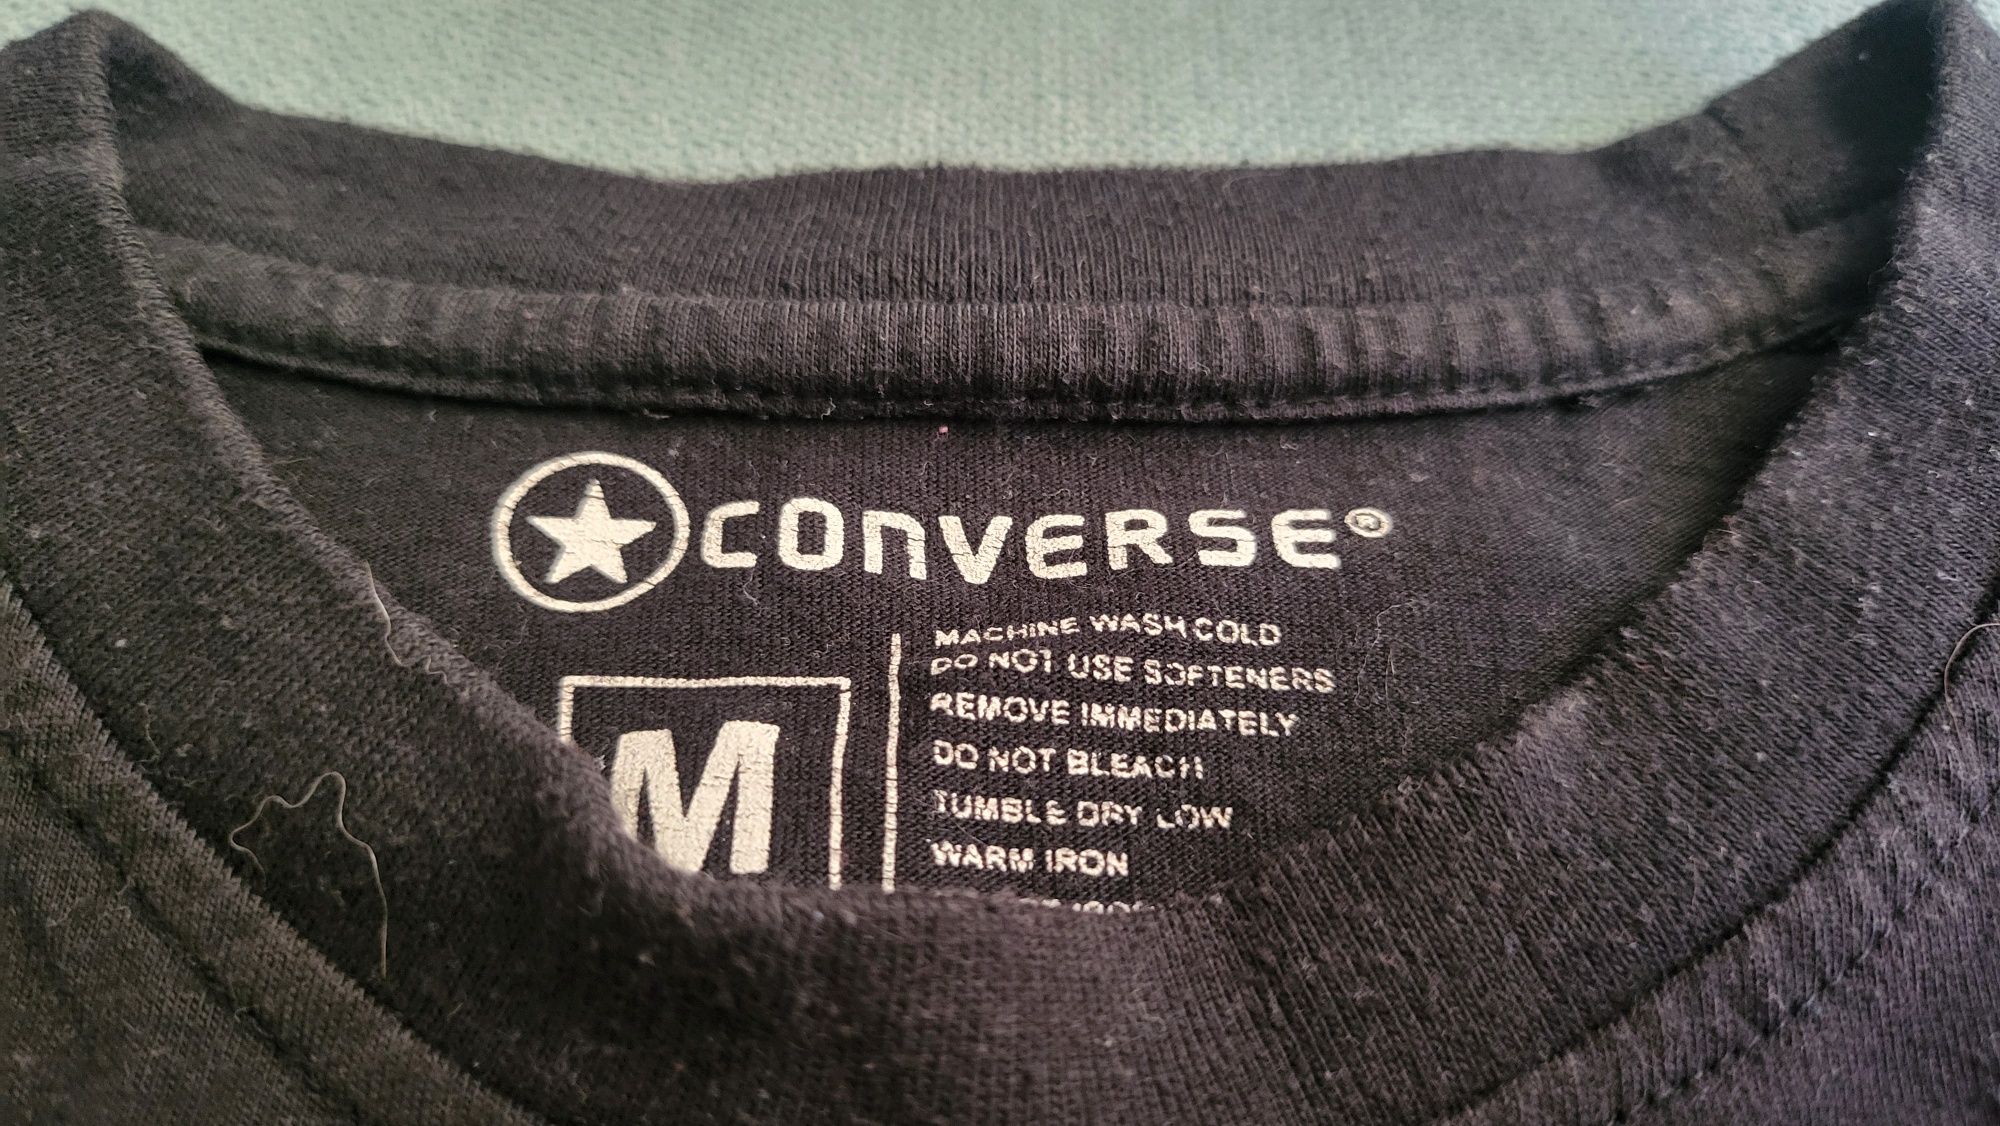 CONVERSE®
M
MACHINE WASH COLD
DO NOT USE SOFTENERS
REMOVE IMMEDIATELY
DO NOT BLEACH
TUMBLE DRY LOW
WARM IRON